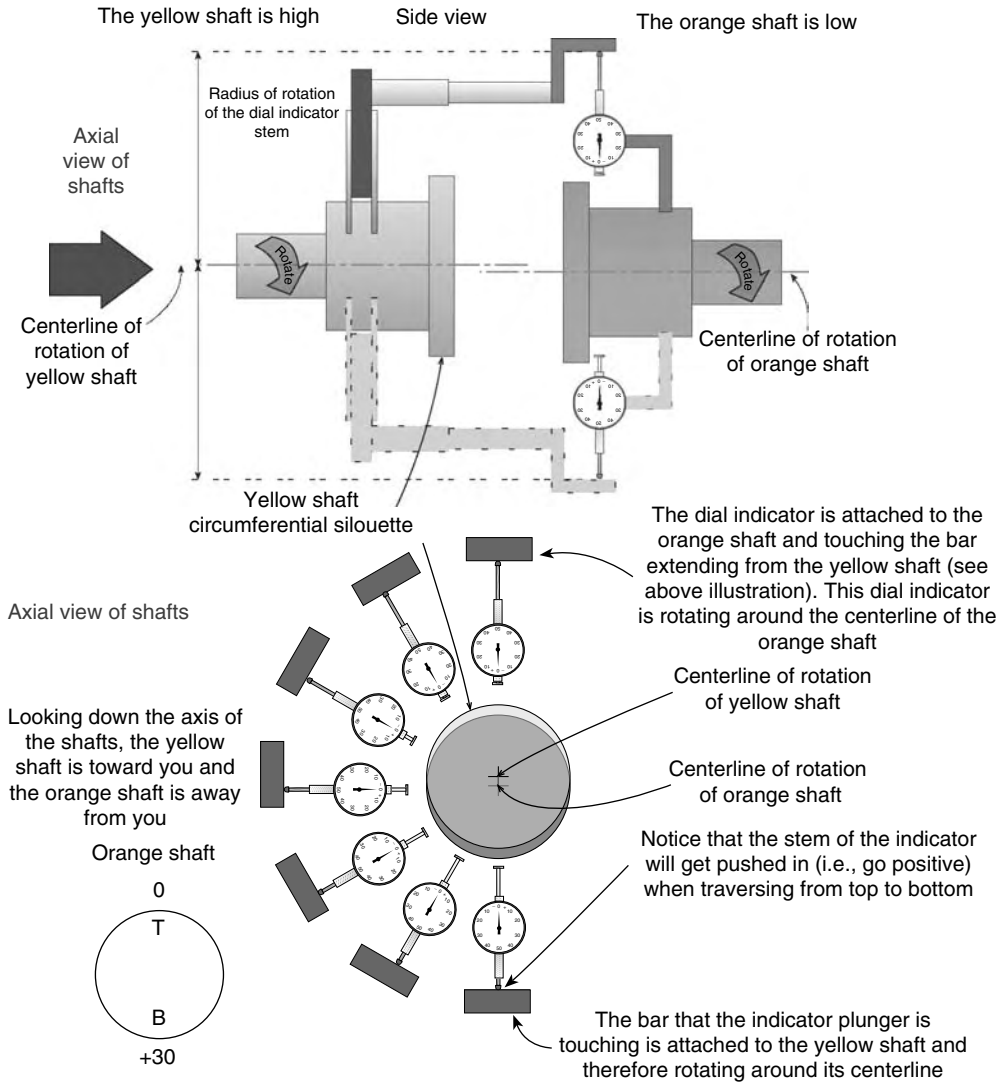 The yellow shaft is high
Side view
The orange shaft is low
Radius of rotation
of the dial indicator
stem
Axial
view of
shafts
Rotate
Rotate
Centerline of
rotation of
yellow shaft
Centerline of rotation
of orange shaft
Yellow shaft
circumferential silouette
The dial indicator is attached to the
orange shaft and touching the bar
extending from the yellow shaft (see
above illustration). This dial indicator
is rotating around the centerline of the
orange shaft
Axial view of shafts
Centerline of rotation
of yellow shaft
Looking down the axis of
the shafts, the yellow
shaft is toward you and
the orange shaft is away
from you
Centerline of rotation
of orange shaft
Orange shaft
0
T
B
+30
Notice that the stem of the indicator
will get pushed in (i.e., go positive)
when traversing from top to bottom
The bar that the indicator plunger is
touching is attached to the yellow shaft and
therefore rotating around its centerline